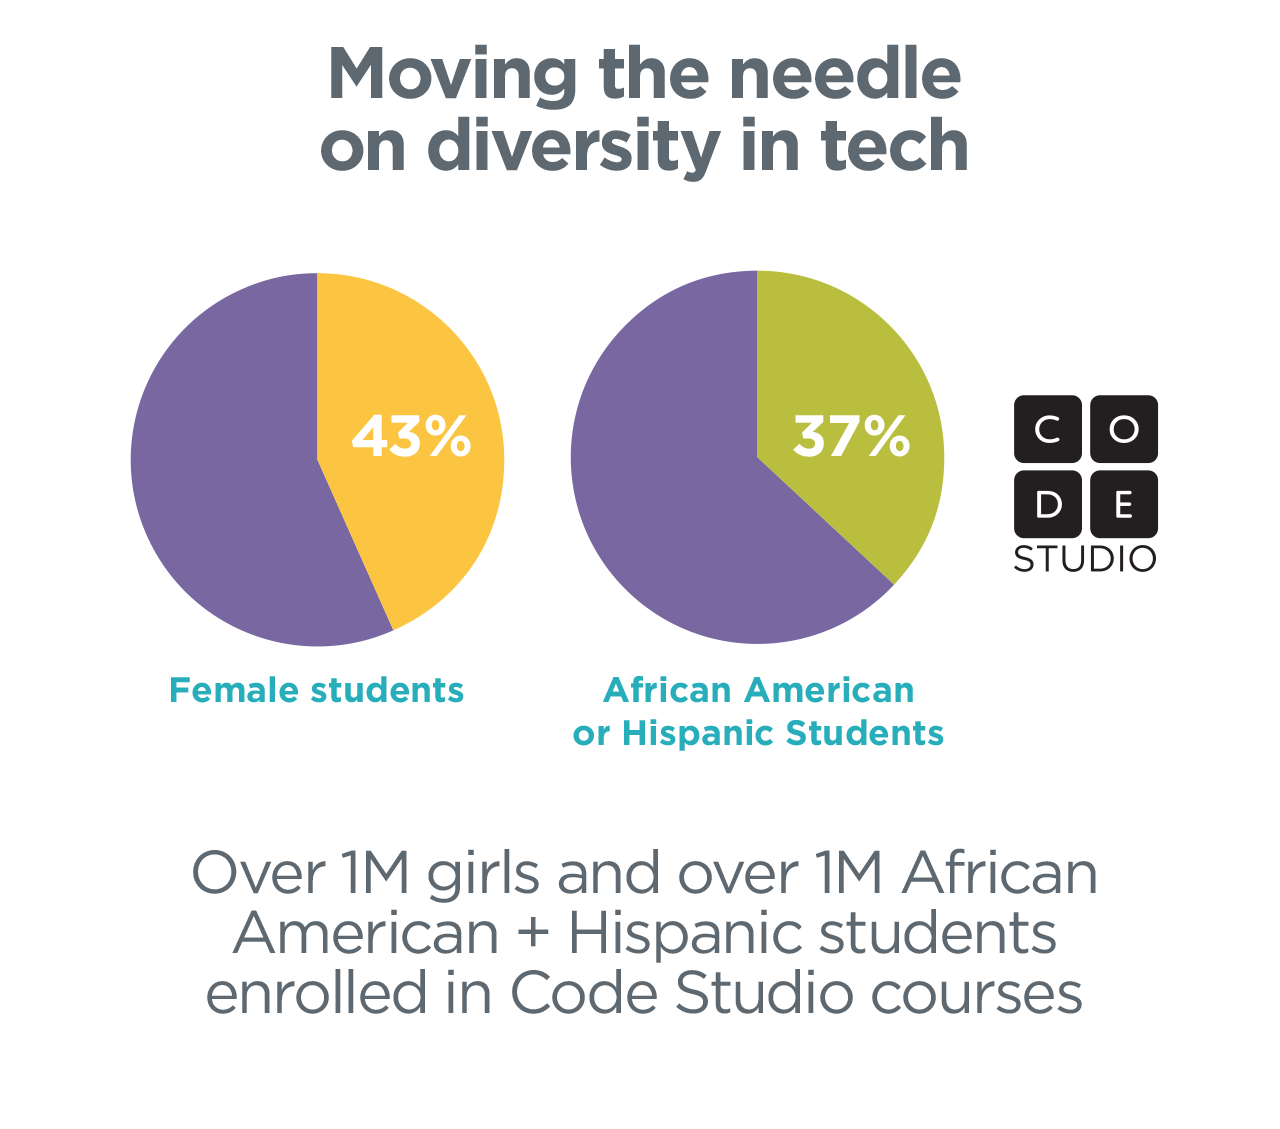 Moving the needle
on diversity in tech
43%
37%
C O
D E
STUDIO
Female students
African American
or Hispanic Students
Over 1M girls and over 1M African
American + Hispanic students
enrolled in Code Studio courses